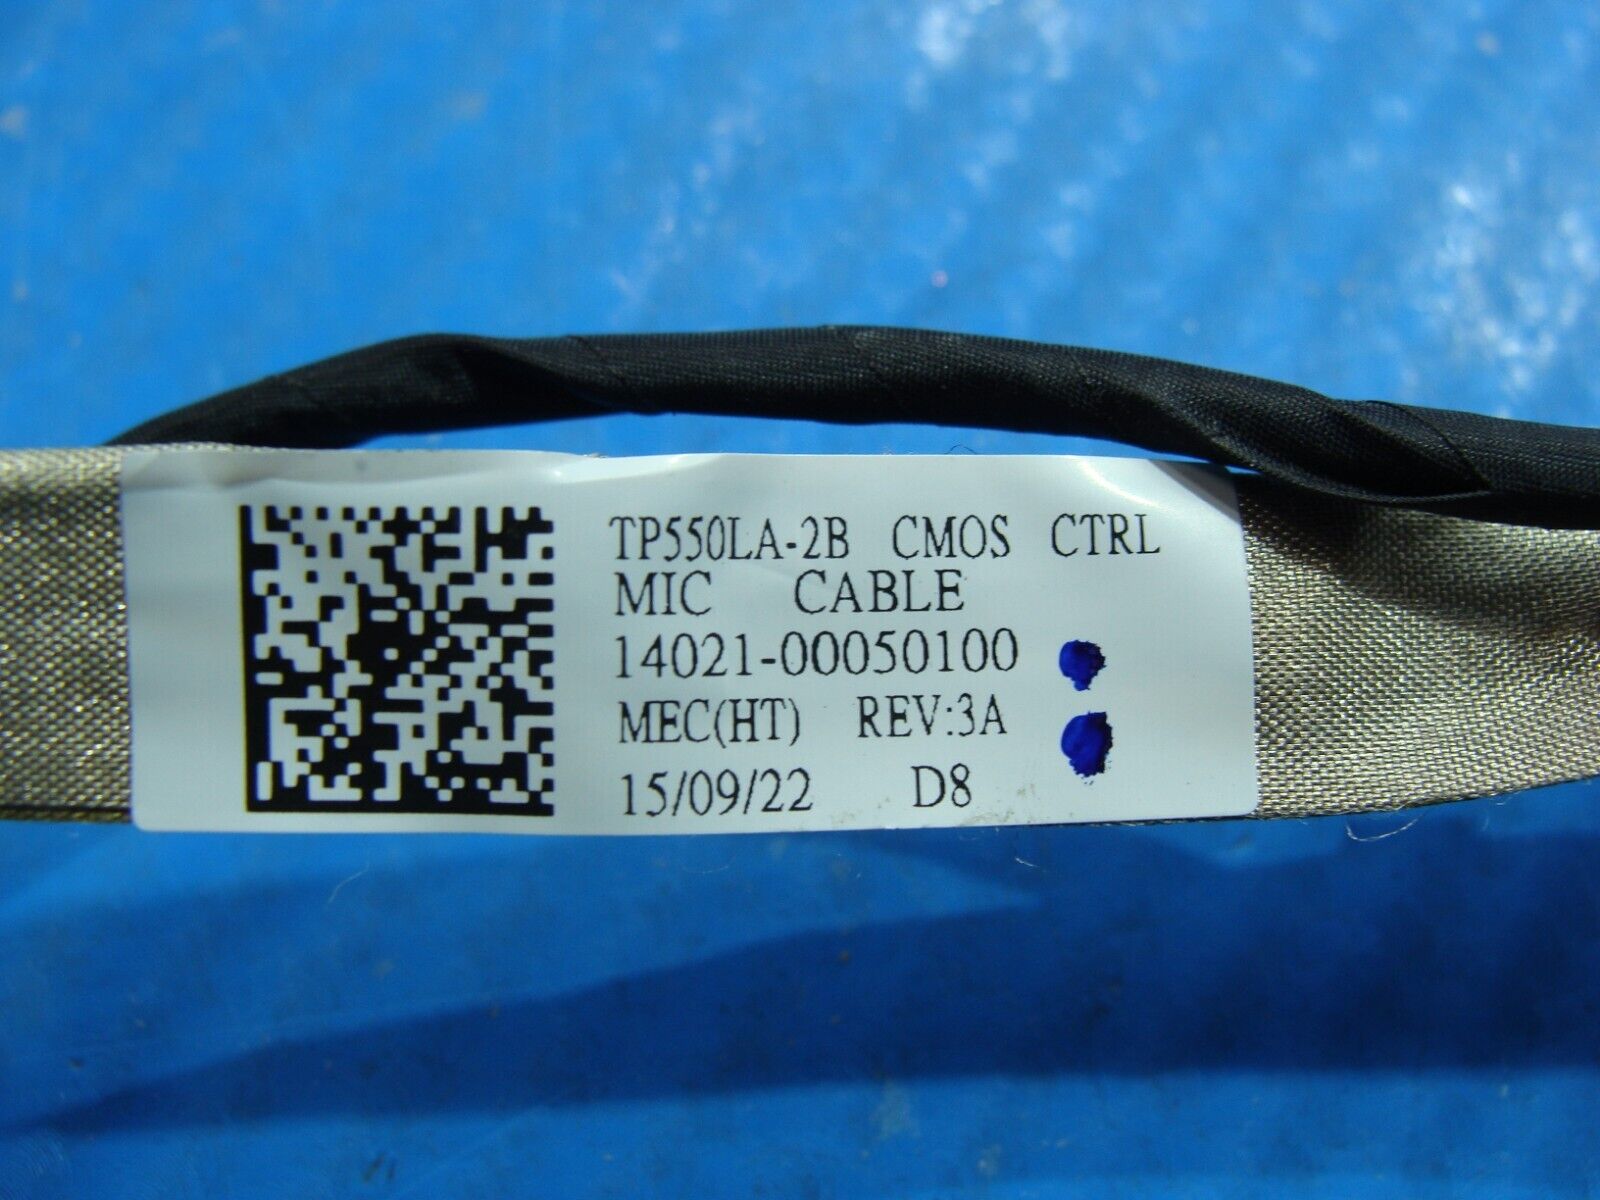 TP550LA-2B CMOS CTRL
MIC CABLE
14021-00050100
MEC(HT) REV:3A
15/09/22 D8